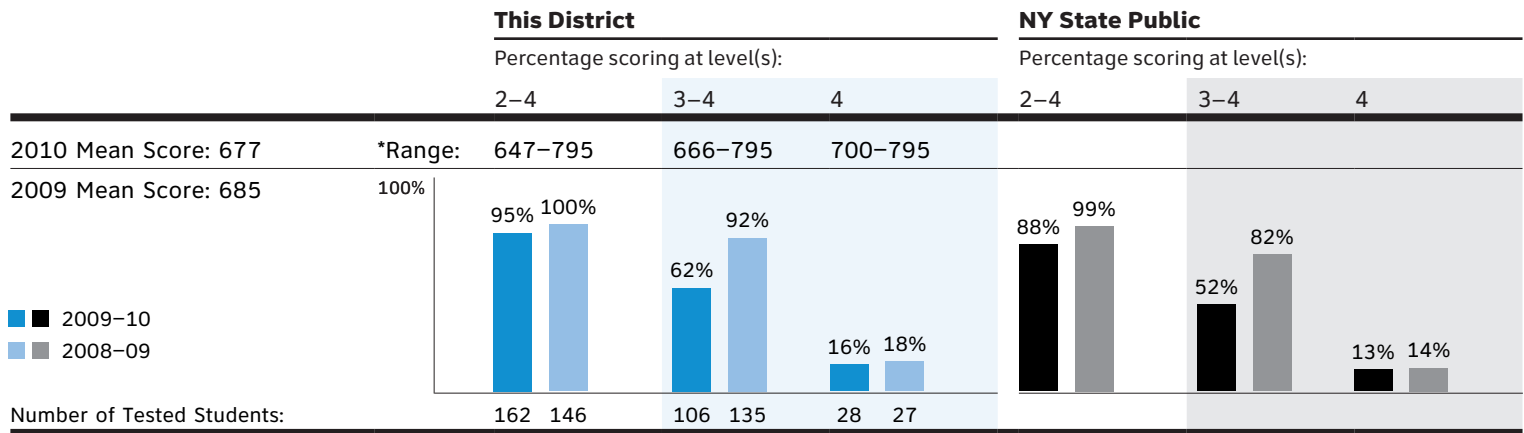 This District NY State Public
Percentage scoring at level(s): Percentage scoring at level(s):
2–4 3–4 4 2–4 3–4 4
2010 Mean Score: 677 *Range: 647–795 666–795 700–795
2009 Mean Score: 685 100%
95% 100% 62% 92% 16% 18% 88% 99% 52% 82% 13% 14%
2009–10
2008–09
Number of Tested Students: 162 146 106 135 28 27